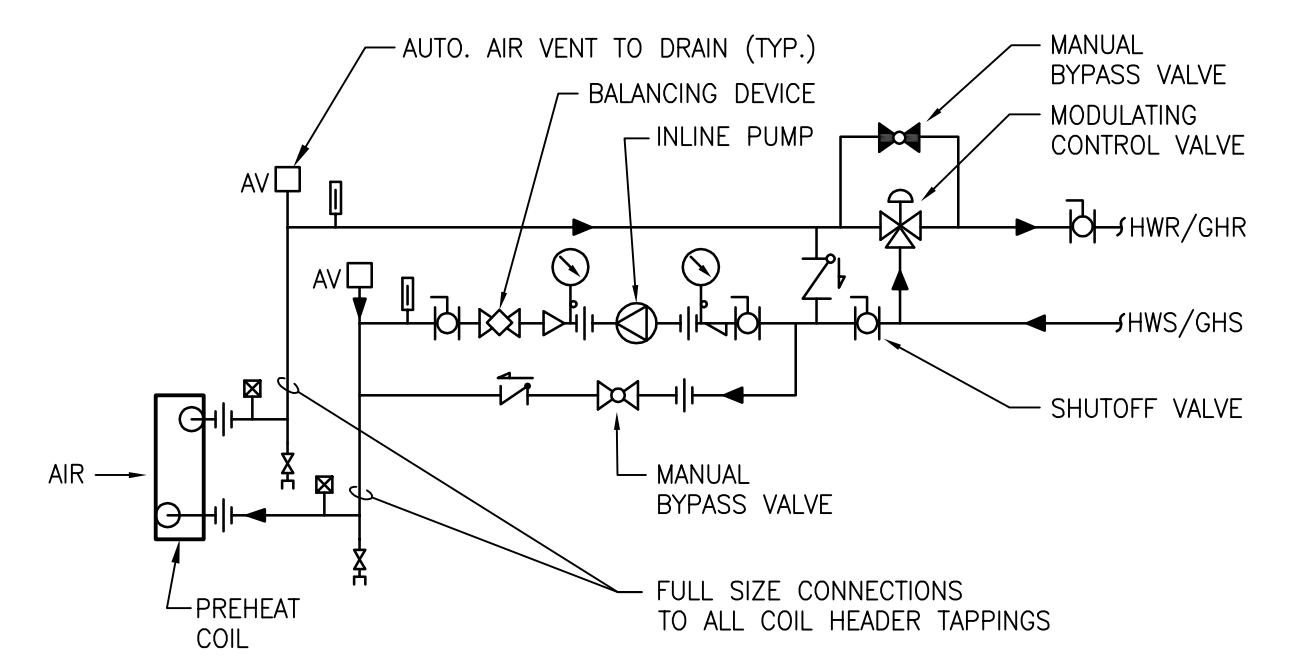 AUTO. AIR VENT TO DRAIN (TYP.)
MANUAL
BYPASS VALVE
BALANCING DEVICE
MODULATING
CONTROL VALVE
INLINE PUMP
AV
HWR/GHR
AV
HWS/GHS
SHUTOFF VALVE
AIR
MANUAL
BYPASS VALVE
FULL SIZE CONNECTIONS
TO ALL COIL HEADER TAPPINGS
PREHEAT
COIL